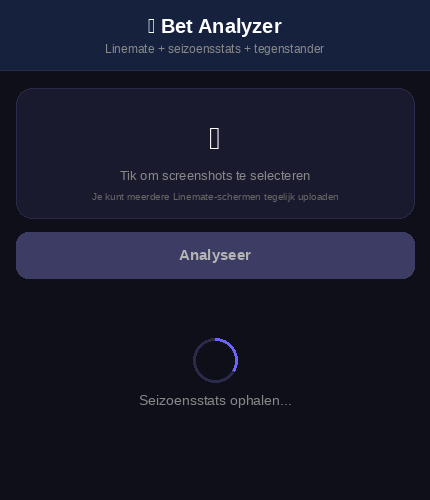 Bet Analyzer
Linemate + seizoensstats + tegenstander
Tik om screenshots te selecteren
Je kunt meerdere Linemate-schermen tegelijk uploaden
Analyseer
Seizoensstats ophalen...